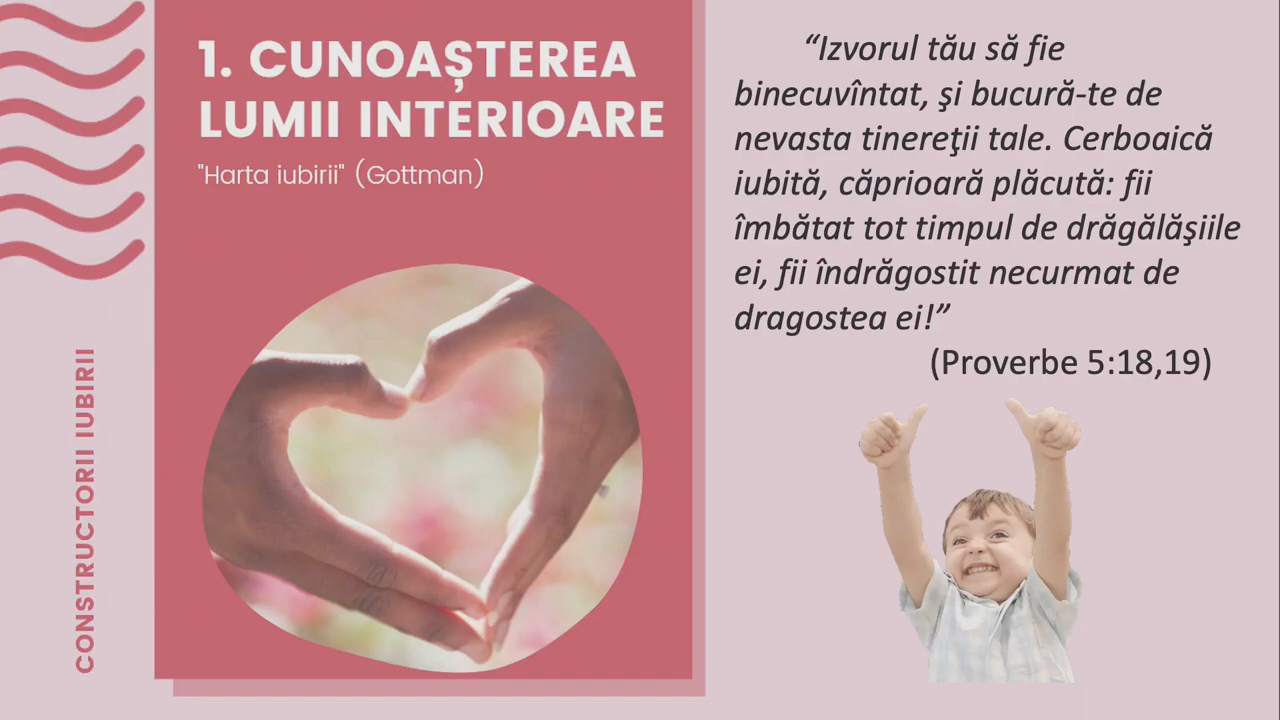 1. CUNOAȘTEREA
LUMII INTERIOARE
"Harta iubirii" (Gottman)
CONSTRUCTORII IUBIRII
“Izvorul tău să fie
binecuvîntat, şi bucură-te de
nevasta tinereţii tale. Cerboaică
iubită, căprioară plăcută: fii
îmbătat tot timpul de drăgălăşiile
ei, fii îndrăgostit necurmat de
dragostea ei!”
(Proverbe 5:18,19)